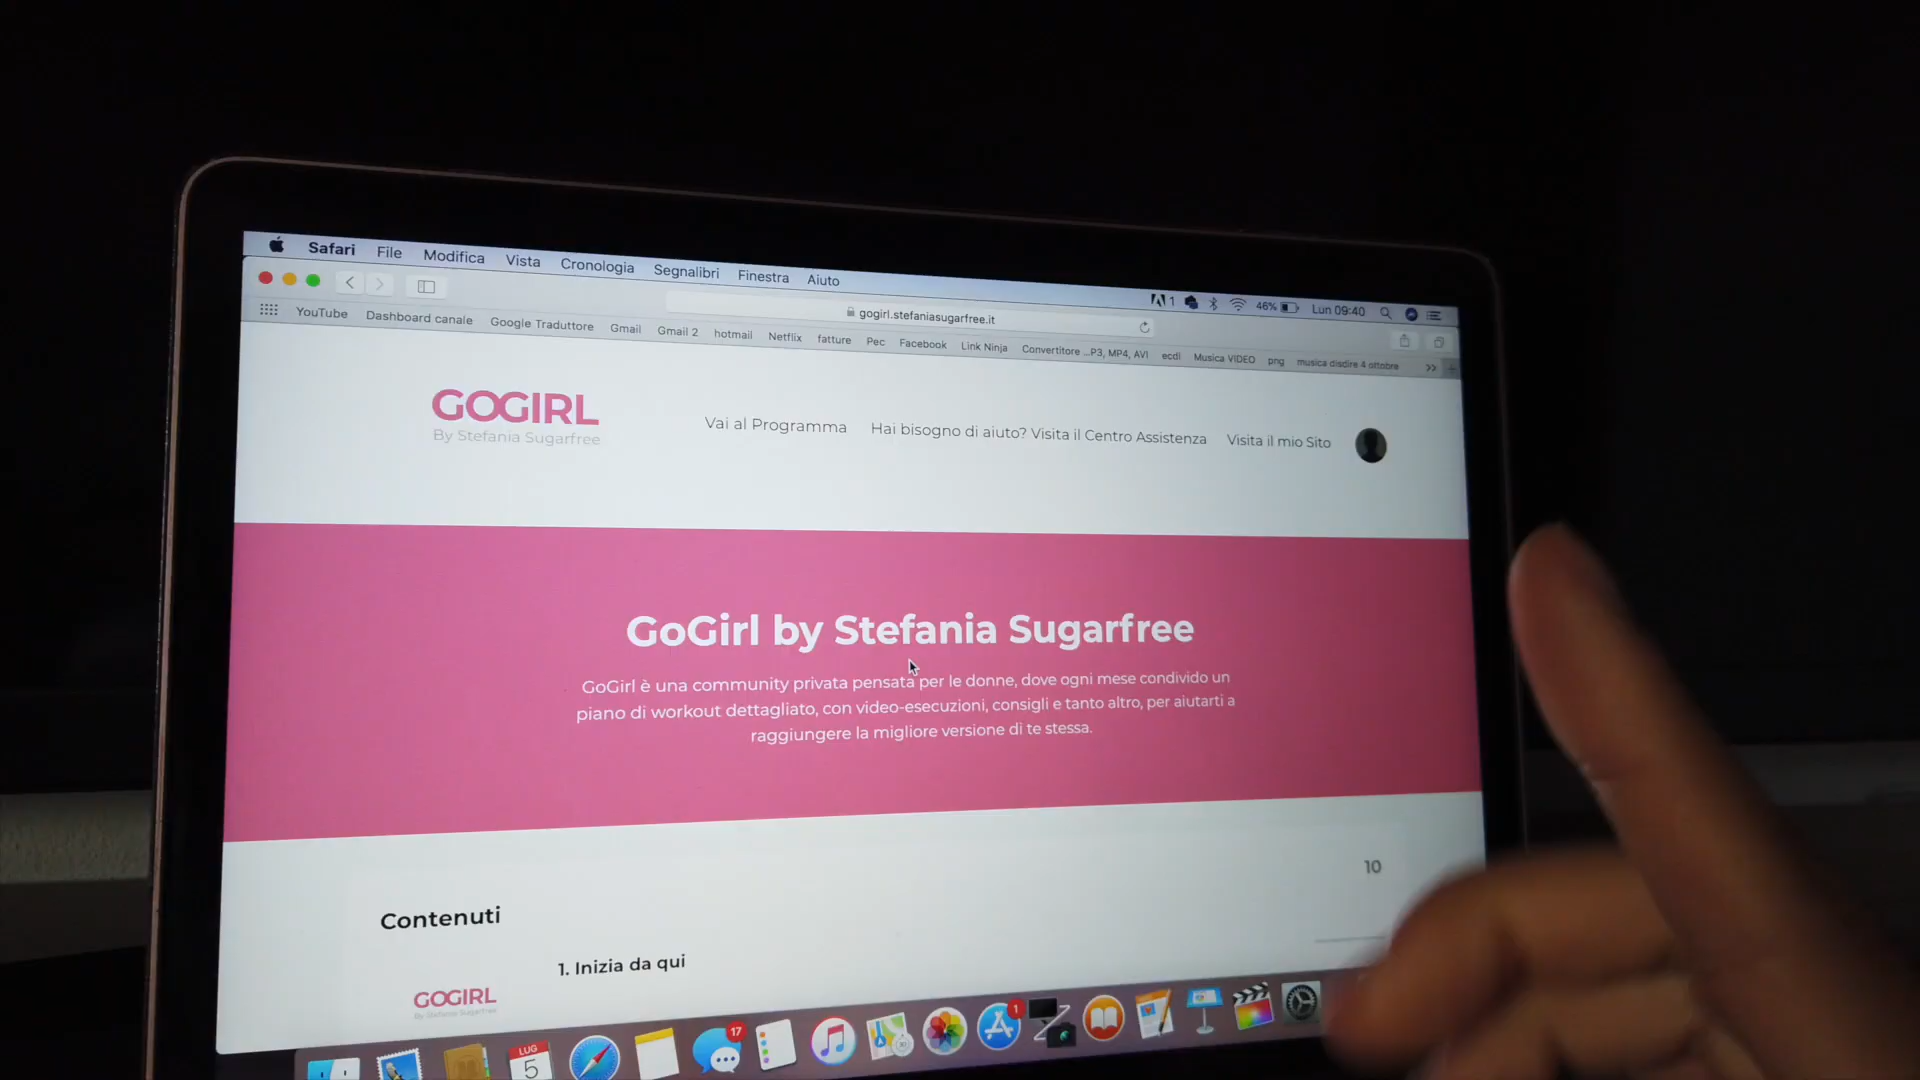 Safari File Modifica Vista Cronologia Segnalibri Finestra Aiuto
1 46% Lun 09:40
gogirl.stefaniasugarfree.it
YouTube Dashboard canale Google Traduttore Gmail Gmail 2 hotmail Netflix fatture Pec Facebook Link Ninja Convertitore ...P3, MP4, AVI ecdl Musica VIDEO png musica disdire 4 ottobre
GOGIRL
By Stefania Sugarfree
Vai al Programma Hai bisogno di aiuto? Visita il Centro Assistenza Visita il mio Sito
GoGirl by Stefania Sugarfree
GoGirl è una community privata pensata per le donne, dove ogni mese condivido un
piano di workout dettagliato, con video-esecuzioni, consigli e tanto altro, per aiutarti a
raggiungere la migliore versione di te stessa.
10
Contenuti
1. Inizia da qui
GOGIRL
By Stefania Sugarfree
LUG
5
17
1